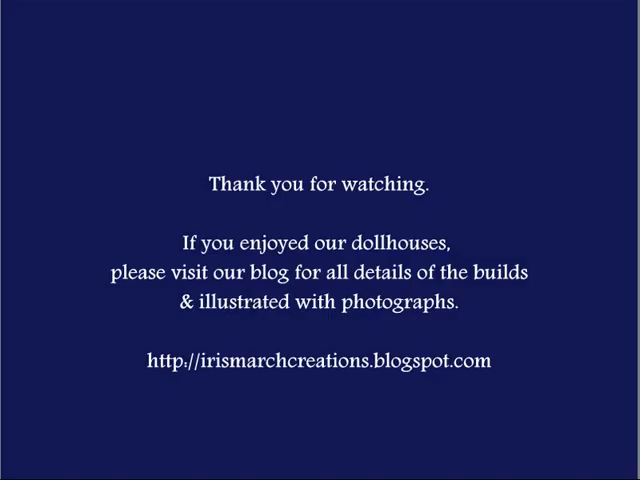 Thank you for watching.
If you enjoyed our dollhouses,
please visit our blog for all details of the builds
& illustrated with photographs.
http://irismarchcreations.blogspot.com